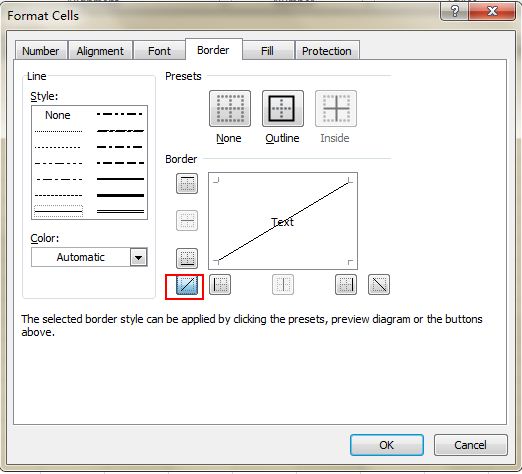 Format Cells
Number Alignment Font Border Fill Protection
Line
Style:
None
Color:
Automatic
Presets
None Outline Inside
Border
Text
The selected border style can be applied by clicking the presets, preview diagram or the buttons
above.
OK Cancel